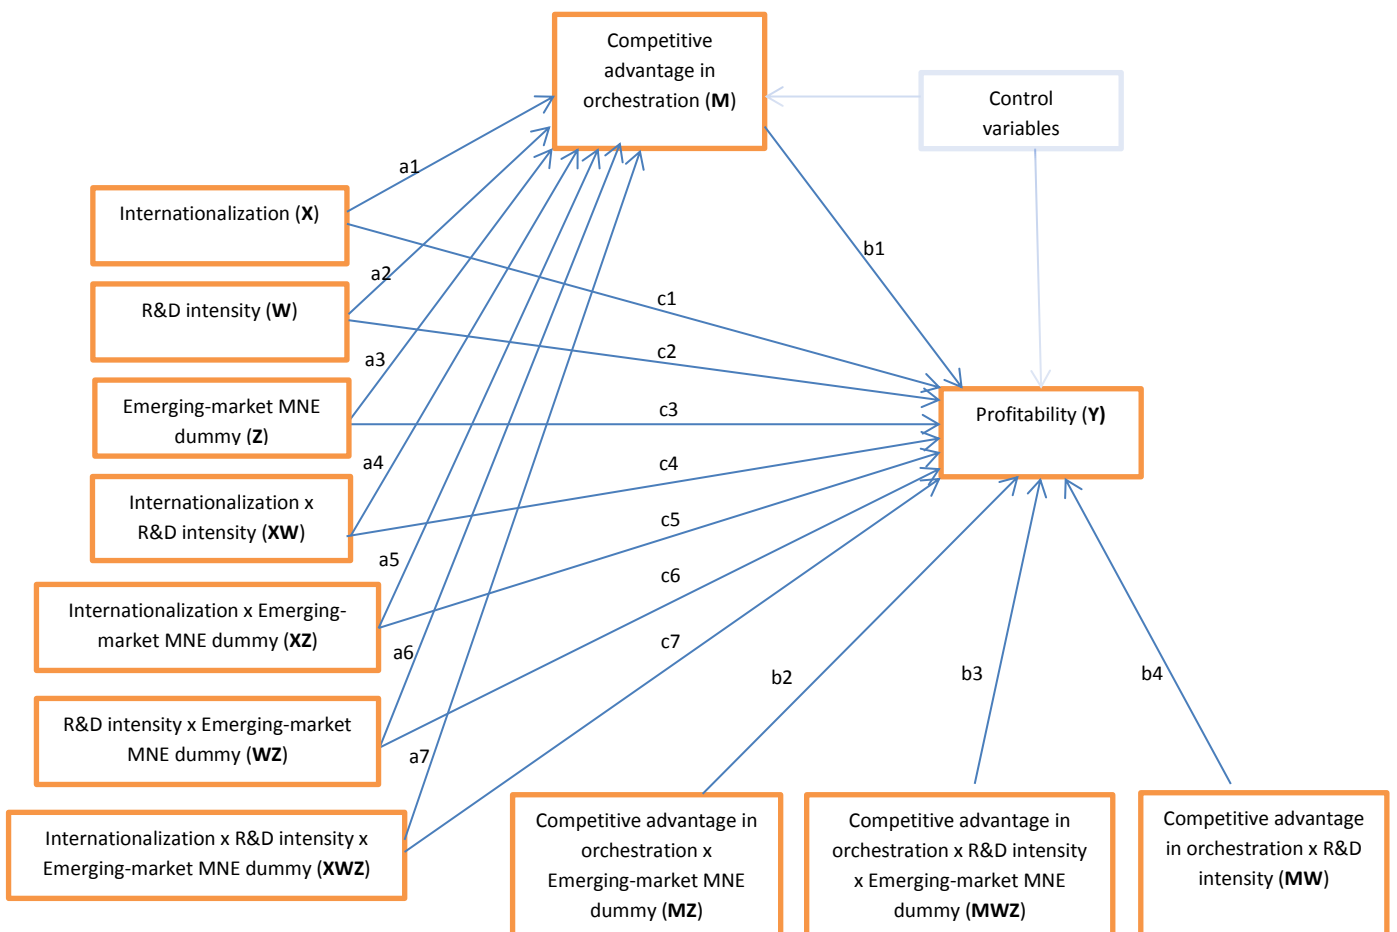 Competitive
advantage in
orchestration (M)
Control
variables
a1
Internationalization (X)
b1
a2
c1
R&D intensity (W)
a3
c2
Emerging-market MNE
dummy (Z)
c3
Profitability (Y)
a4
c4
Internationalization x
R&D intensity (XW)
c5
a5
c6
Internationalization x Emerging-
market MNE dummy (XZ)
c7
a6
b2
b3
b4
R&D intensity x Emerging-market
MNE dummy (WZ)
a7
Internationalization x R&D intensity x
Emerging-market MNE dummy (XWZ)
Competitive advantage in
orchestration x
Emerging-market MNE
dummy (MZ)
Competitive advantage in
orchestration x R&D intensity
x Emerging-market MNE
dummy (MWZ)
Competitive advantage
in orchestration x R&D
intensity (MW)